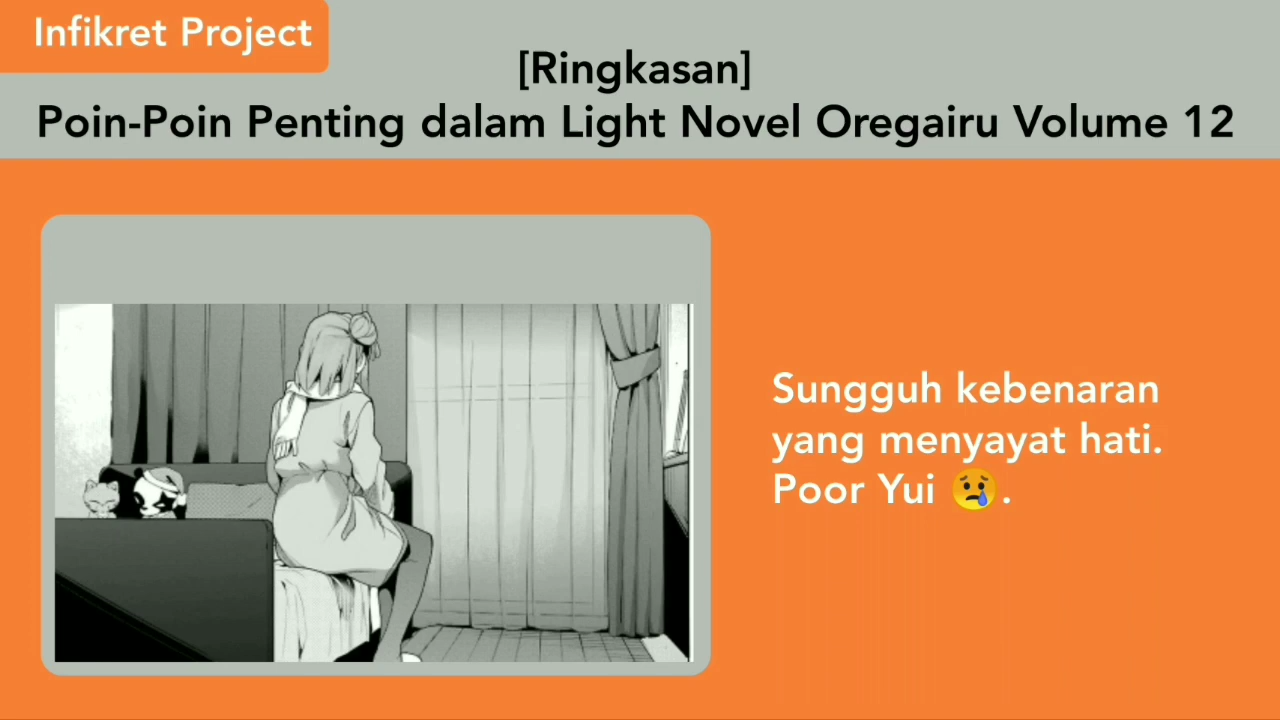 Infikret Project
[Ringkasan]
Poin-Poin Penting dalam Light Novel Oregairu Volume 12
Sungguh kebenaran
yang menyayat hati.
Poor Yui 😢.